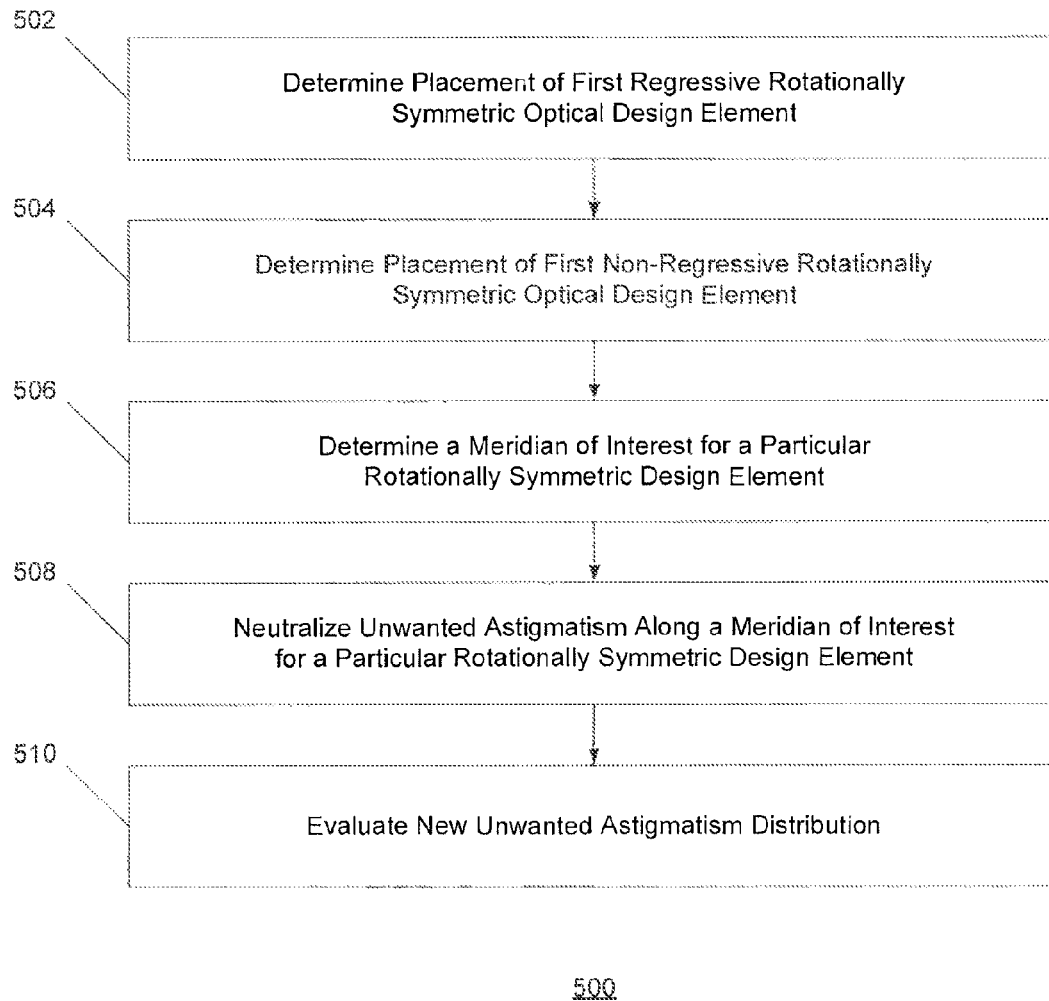 502
Determine Placement of First Regressive Rotationally
Symmetric Optical Design Element
504
Determine Placement of First Non-Regressive Rotationally
Symmetric Optical Design Element
506
Determine a Meridian of Interest for a Particular
Rotationally Symmetric Design Element
508
Neutralize Unwanted Astigmatism Along a Meridian of Interest
for a Particular Rotationally Symmetric Design Element
510
Evaluate New Unwanted Astigmatism Distribution
500